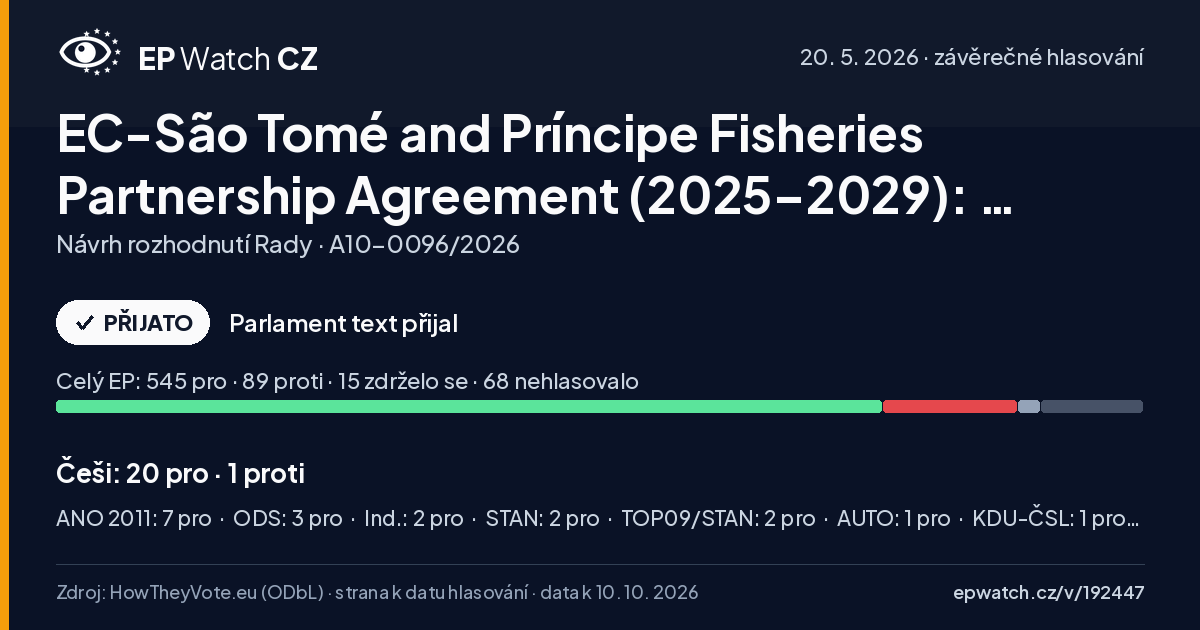 EP Watch CZ
20. 5. 2026 · závěrečné hlasování
EC–São Tomé and Príncipe Fisheries
Partnership Agreement (2025–2029): …
Návrh rozhodnutí Rady · A10–0096/2026
✓ PŘIJATO
Parlament text přijal
Celý EP: 545 pro · 89 proti · 15 zdrželo se · 68 nehlasovalo
Češi: 20 pro · 1 proti
ANO 2011: 7 pro · ODS: 3 pro · Ind.: 2 pro · STAN: 2 pro · TOP09/STAN: 2 pro · AUTO: 1 pro · KDU-ČSL: 1 pro…
Zdroj: HowTheyVote.eu (ODbL) · strana k datu hlasování · data k 10. 10. 2026
epwatch.cz/v/192447